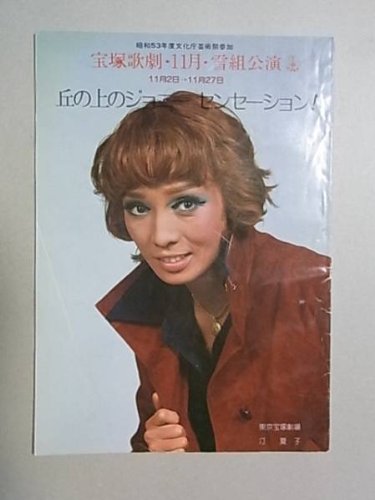 昭和53年度文化庁芸術祭参加
宝塚歌劇・11月・雪組公演
11月2日→11月27日
丘の上のジョニー センセーション!
東京宝塚劇場
汀 夏子